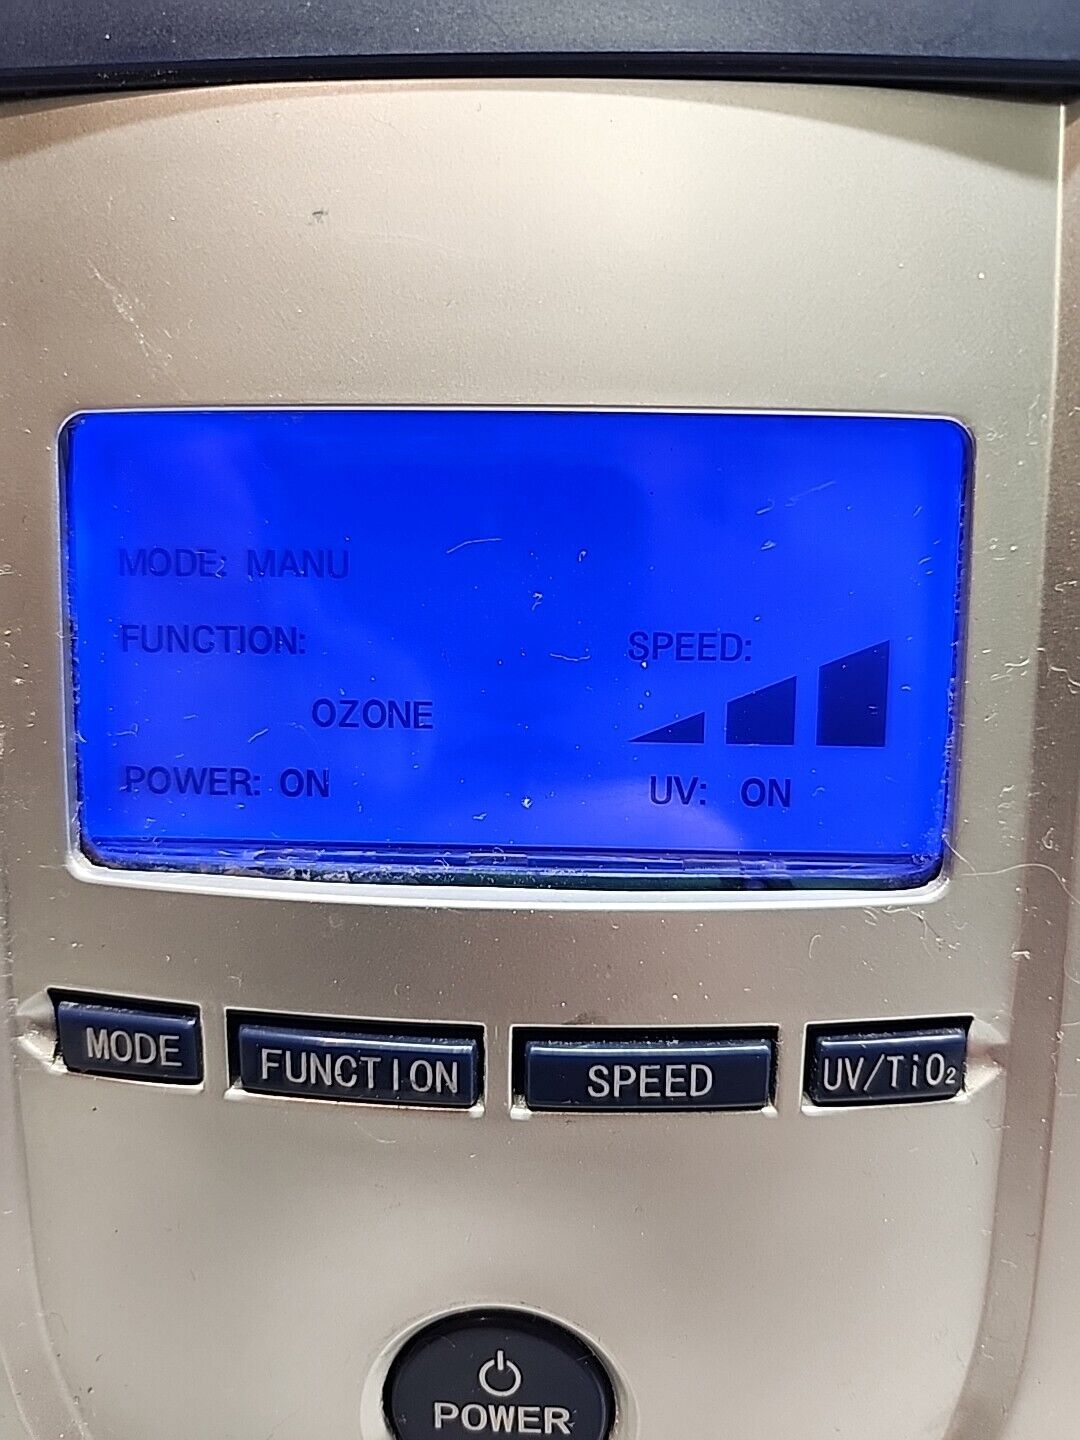 MODE: MANU
FUNCTION:
SPEED:
OZONE
POWER: ON
UV: ON
MODE
FUNCTION
SPEED
UV/TiO₂
POWER